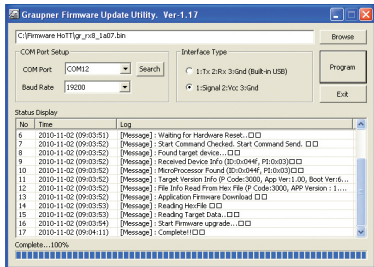 Graupner Firmware Update Utility. Ver-1.17
C:\Firmware HoTT\gr_rx8_1a07.bin
Browse
COM Port Setup
Interface Type
COM Port
COM12
Search
1:Tx 2:Rx 3:Gnd (Built-in USB)
Program
Baud Rate
19200
1:Signal 2:Vcc 3:Gnd
Exit
Status Display
No Time Log
6 2010-11-02 (09:03:51) [Message] : Waiting for Hardware Reset..□□
7 2010-11-02 (09:03:52) [Message] : Start Command Checked. Start Command Send. □□
8 2010-11-02 (09:03:52) [Message] : Found target device...□□
9 2010-11-02 (09:03:52) [Message] : Received Device Info (ID:0x044f, PI:0x03)□□
10 2010-11-02 (09:03:52) [Message] : MicroProcessor Found (ID:0x044f, PI:0x03)□□
11 2010-11-02 (09:03:52) [Message] : Target Version Info (P Code:3000, App Ver:1.00, Boot Ver:6...
12 2010-11-02 (09:03:52) [Message] : File Info Read From Hex File (P Code:3000, APP Version : 1....
13 2010-11-02 (09:03:52) [Message] : Application Firmware Download □□
14 2010-11-02 (09:03:53) [Message] : Reading HexFile □□
15 2010-11-02 (09:03:53) [Message] : Reading Target Data..□□
16 2010-11-02 (09:03:54) [Message] : Start Firmware upgrade...□□
17 2010-11-02 (09:04:11) [Message] : Complete!□□
Complete...100%